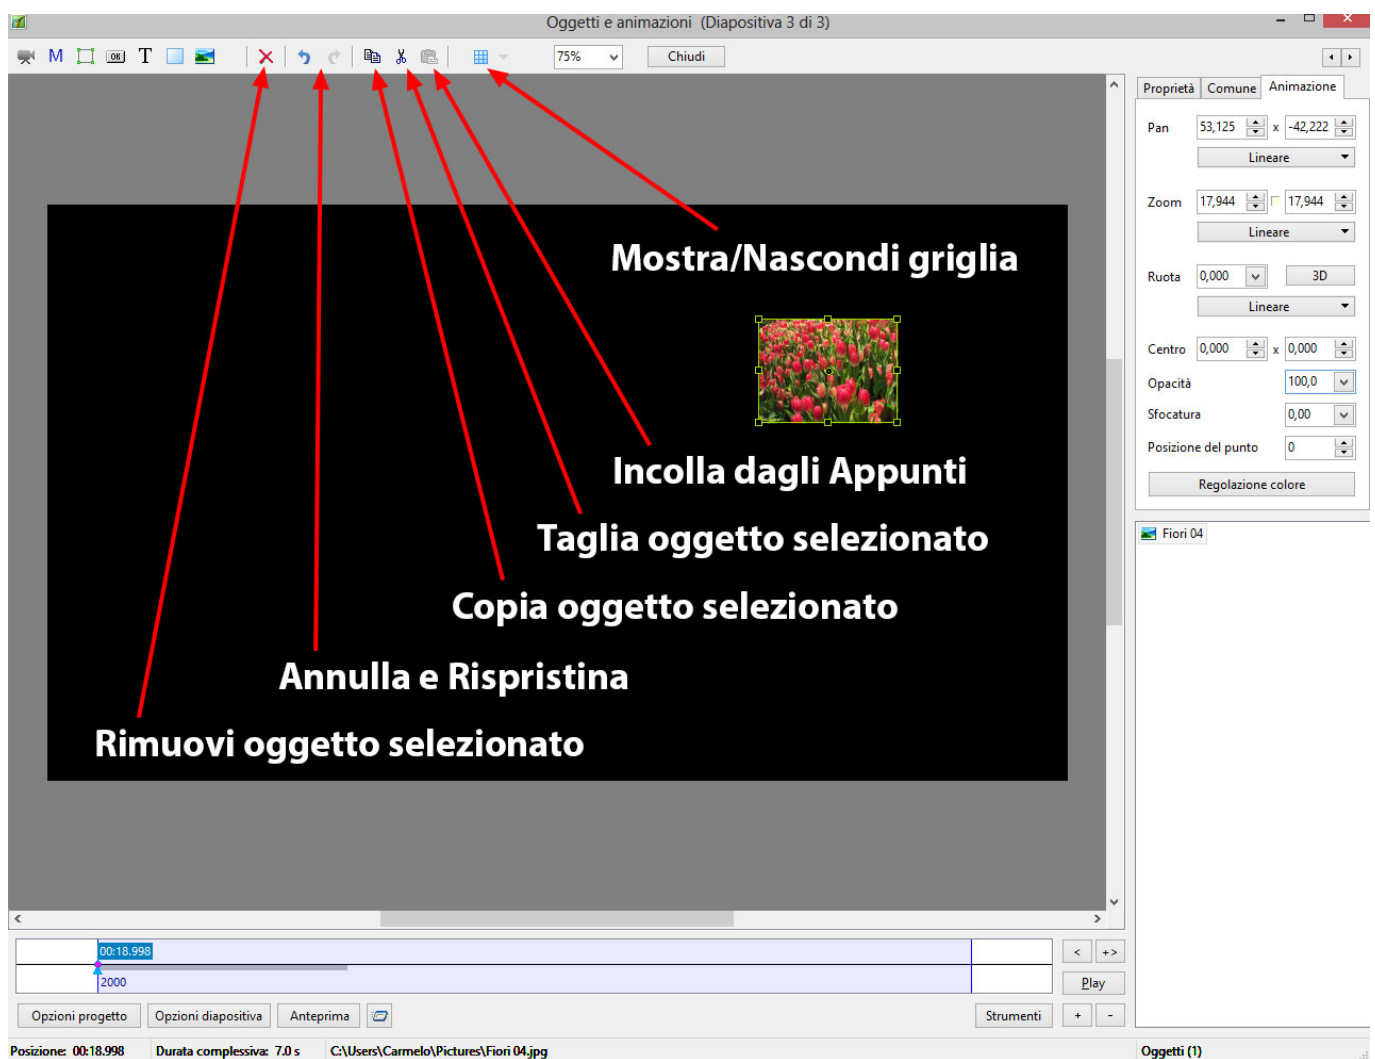 Oggetti e animazioni (Diapositiva 3 di 3)
M OK T 75% Chiudi
Proprietà Comune Animazione
Pan 53,125 x -42,222
Lineare
Zoom 17,944 17,944
Lineare
Ruota 0,000 3D
Lineare
Centro 0,000 x 0,000
Opacità 100,0
Sfocatura 0,00
Posizione del punto 0
Regolazione colore
Fiori 04
Mostra/Nascondi griglia
Incolla dagli Appunti
Taglia oggetto selezionato
Copia oggetto selezionato
Annulla e Rispristina
Rimuovi oggetto selezionato
00:18.998
2000
< +>
Play
Opzioni progetto Opzioni diapositiva Anteprima Strumenti + -
Posizione: 00:18.998 Durata complessiva: 7.0 s C:\Users\Carmelo\Pictures\Fiori 04.jpg Oggetti (1)